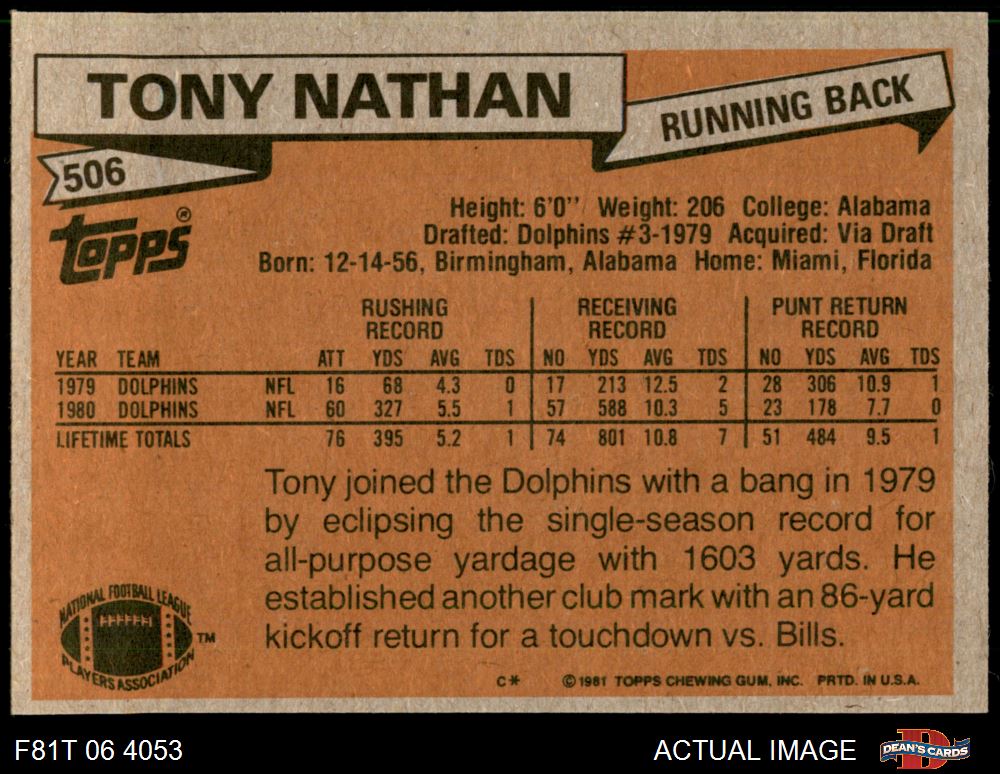 TONY NATHAN
RUNNING BACK
506
TOPPS®
Height: 6'0'' Weight: 206 College: Alabama
Drafted: Dolphins #3-1979 Acquired: Via Draft
Born: 12-14-56, Birmingham, Alabama Home: Miami, Florida
RUSHING RECEIVING PUNT RETURN
RECORD RECORD RECORD
YEAR TEAM ATT YDS AVG TDS NO YDS AVG TDS NO YDS AVG TDS
1979 DOLPHINS NFL 16 68 4.3 0 17 213 12.5 2 28 306 10.9 1
1980 DOLPHINS NFL 60 327 5.5 1 57 588 10.3 5 23 178 7.7 0
LIFETIME TOTALS 76 395 5.2 1 74 801 10.8 7 51 484 9.5 1
Tony joined the Dolphins with a bang in 1979
by eclipsing the single-season record for
all-purpose yardage with 1603 yards. He
established another club mark with an 86-yard
kickoff return for a touchdown vs. Bills.
NATIONAL FOOTBALL LEAGUE
PLAYERS ASSOCIATION
TM
C* ©1981 TOPPS CHEWING GUM, INC. PRTD. IN U.S.A.
F81T 06 4053 ACTUAL IMAGE D DEAN'S CARDS